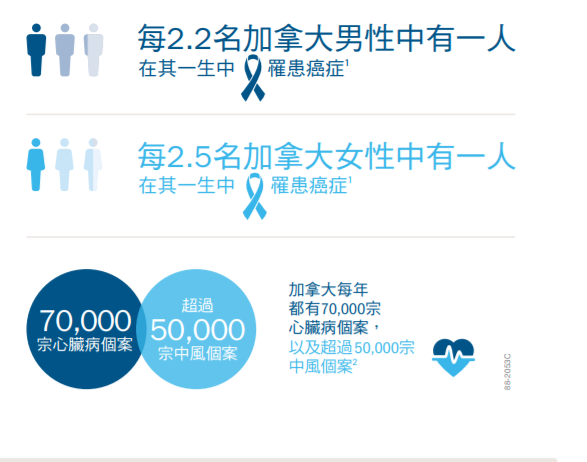 每2.2名加拿大男性中有一人
在其一生中 罹患癌症1
每2.5名加拿大女性中有一人
在其一生中 罹患癌症1
70,000
宗心臟病個案
超過
50,000
宗中風個案
加拿大每年
都有70,000宗
心臟病個案，
以及超過50,000宗
中風個案2
88-2053C